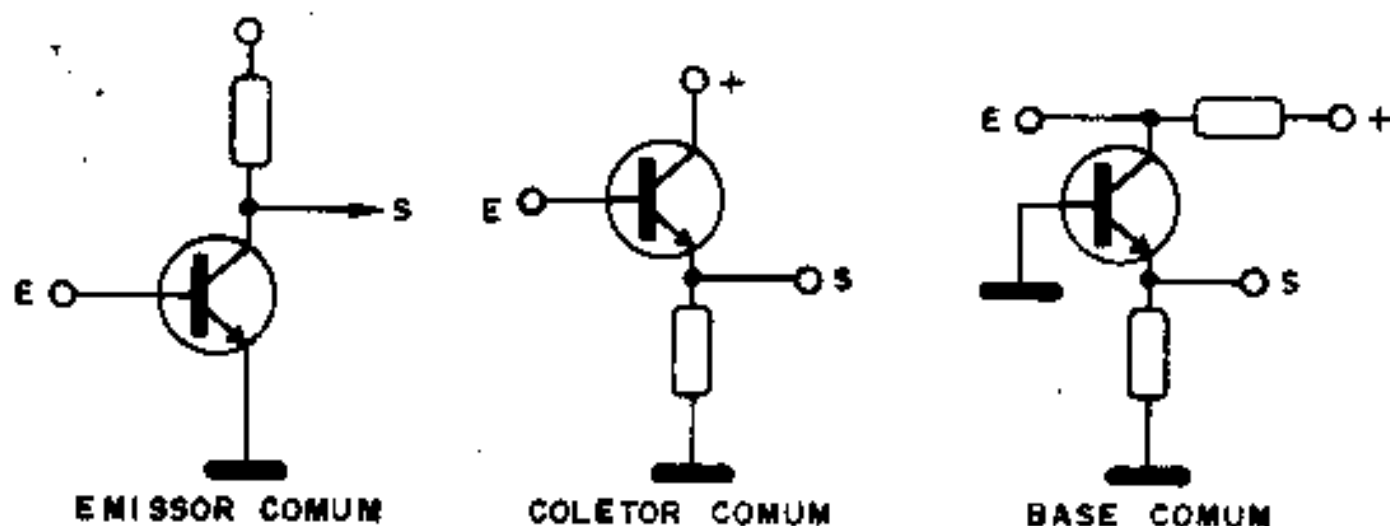 +
E +
E
S
E S S
EMISSOR COMUM COLETOR COMUM BASE COMUM